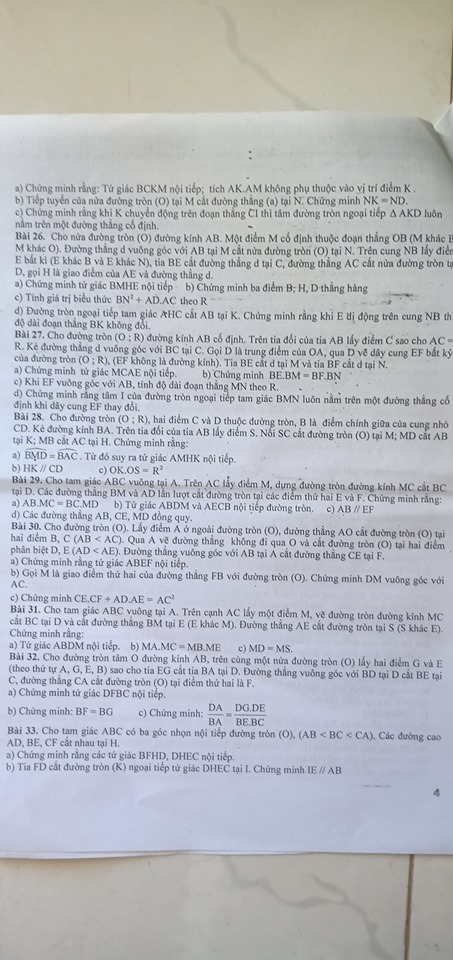 a) Chứng minh rằng: Tứ giác BCKM nội tiếp; tích AK.AM không phụ thuộc vào vị trí điểm K .
b) Tiếp tuyến của nửa đường tròn (O) tại M cắt đường thẳng (a) tại N. Chứng minh NK = ND.
c) Chứng minh rằng khi K chuyển động trên đoạn thẳng CI thì tâm đường tròn ngoại tiếp Δ AKD luôn
nằm trên một đường thẳng cố định.
Bài 26. Cho nửa đường tròn (O) đường kính AB. Một điểm M cố định thuộc đoạn thẳng OB (M khác B
M khác O). Đường thẳng d vuông góc với AB tại M cắt nửa đường tròn (O) tại N. Trên cung NB lấy điểm
E bất kì (E khác B và E khác N), tia BE cắt đường thẳng d tại C, đường thẳng AC cắt nửa đường tròn tạ
D, gọi H là giao điểm của AE và đường thẳng d.
a) Chứng minh tứ giác BMHE nội tiếp b) Chứng minh ba điểm B; H, D thẳng hàng
c) Tính giá trị biểu thức BN² + AD.AC theo R
d) Đường tròn ngoại tiếp tam giác AHC cắt AB tại K. Chứng minh rằng khi E di động trên cung NB th
độ dài đoạn thẳng BK không đổi.
Bài 27. Cho đường tròn (O ; R) đường kính AB cố định. Trên tia đối của tia AB lấy điểm C sao cho AC =
R. Kẻ đường thẳng d vuông góc với BC tại C. Gọi D là trung điểm của OA, qua D vẽ dây cung EF bất kỳ
của đường tròn (O ; R), (EF không là đường kính). Tia BE cắt d tại M và tia BF cắt d tại N.
a) Chứng minh tứ giác MCAE nội tiếp. b) Chứng minh BE.BM = BF.BN
c) Khi EF vuông góc với AB, tính độ dài đoạn thẳng MN theo R.
d) Chứng minh rằng tâm I của đường tròn ngoại tiếp tam giác BMN luôn nằm trên một đường thẳng cố
định khi dây cung EF thay đổi.
Bài 28. Cho đường tròn (O ; R), hai điểm C và D thuộc đường tròn, B là điểm chính giữa của cung nhỏ
CD. Kẻ đường kính BA. Trên tia đối của tia AB lấy điểm S. Nối SC cắt đường tròn (O) tại M; MD cắt AB
tại K; MB cắt AC tại H. Chứng minh rằng:
a) BMD = BAC. Từ đó suy ra tứ giác AMHK nội tiếp.
b) HK // CD c) OK.OS = R²
Bài 29. Cho tam giác ABC vuông tại A. Trên AC lấy điểm M, dựng đường tròn đường kính MC cắt BC
tại D. Các đường thẳng BM và AD lần lượt cắt đường tròn tại các điểm thứ hai E và F. Chứng minh rằng:
a) AB.MC = BC.MD b) Tứ giác ABDM và AECB nội tiếp đường tròn. c) AB // EF
d) Các đường thẳng AB, CE, MD đồng quy.
Bài 30. Cho đường tròn (O). Lấy điểm A ở ngoài đường tròn (O), đường thẳng AO cắt đường tròn (O) tại
hai điểm B, C (AB < AC). Qua A vẽ đường thẳng không đi qua O và cắt đường tròn (O) tại hai điểm
phân biệt D, E (AD < AE). Đường thẳng vuông góc với AB tại A cắt đường thẳng CE tại F.
a) Chứng minh rằng tứ giác ABEF nội tiếp.
b) Gọi M là giao điểm thứ hai của đường thẳng FB với đường tròn (O). Chứng minh DM vuông góc với
AC.
c) Chứng minh CE.CF + AD.AE = AC²
Bài 31. Cho tam giác ABC vuông tại A. Trên cạnh AC lấy một điểm M, vẽ đường tròn đường kính MC
cắt BC tại D và cắt đường thẳng BM tại E (E khác M). Đường thẳng AE cắt đường tròn tại S (S khác E).
Chứng minh rằng:
a) Tứ giác ABDM nội tiếp. b) MA.MC = MB.ME c) MD = MS.
Bài 32. Cho đường tròn tâm O đường kính AB, trên cùng một nửa đường tròn (O) lấy hai điểm G và E
(theo thứ tự A, G, E, B) sao cho tia EG cắt tia BA tại D. Đường thẳng vuông góc với BD tại D cắt BE tại
C, đường thẳng CA cắt đường tròn (O) tại điểm thứ hai là F.
a) Chứng minh tứ giác DFBC nội tiếp.
b) Chứng minh: BF = BG c) Chứng minh: DA/BA = DG.DE/BE.BC
Bài 33. Cho tam giác ABC có ba góc nhọn nội tiếp đường tròn (O), (AB < BC < CA). Các đường cao
AD, BE, CF cắt nhau tại H.
a) Chứng minh rằng các tứ giác BFHD, DHEC nội tiếp.
b) Tia FD cắt đường tròn (K) ngoại tiếp tứ giác DHEC tại I. Chứng minh IE // AB
4